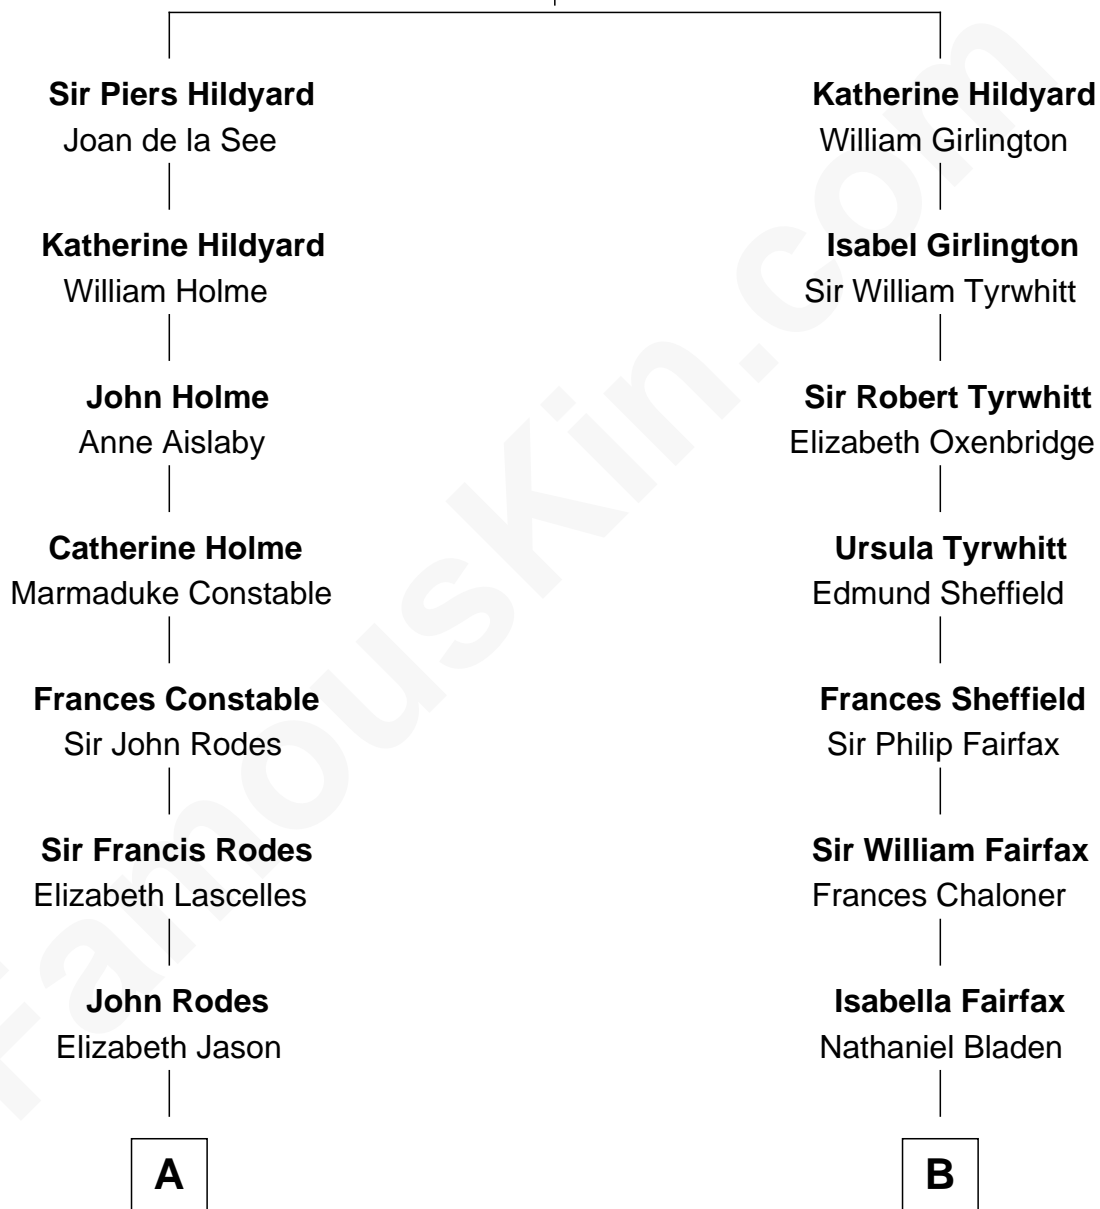 Sir Piers Hildyard
Joan de la See
Katherine Hildyard
William Holme
John Holme
Anne Aislaby
Catherine Holme
Marmaduke Constable
Frances Constable
Sir John Rodes
Sir Francis Rodes
Elizabeth Lascelles
John Rodes
Elizabeth Jason
A
Katherine Hildyard
William Girlington
Isabel Girlington
Sir William Tyrwhitt
Sir Robert Tyrwhitt
Elizabeth Oxenbridge
Ursula Tyrwhitt
Edmund Sheffield
Frances Sheffield
Sir Philip Fairfax
Sir William Fairfax
Frances Chaloner
Isabella Fairfax
Nathaniel Bladen
B
FamousKin.com